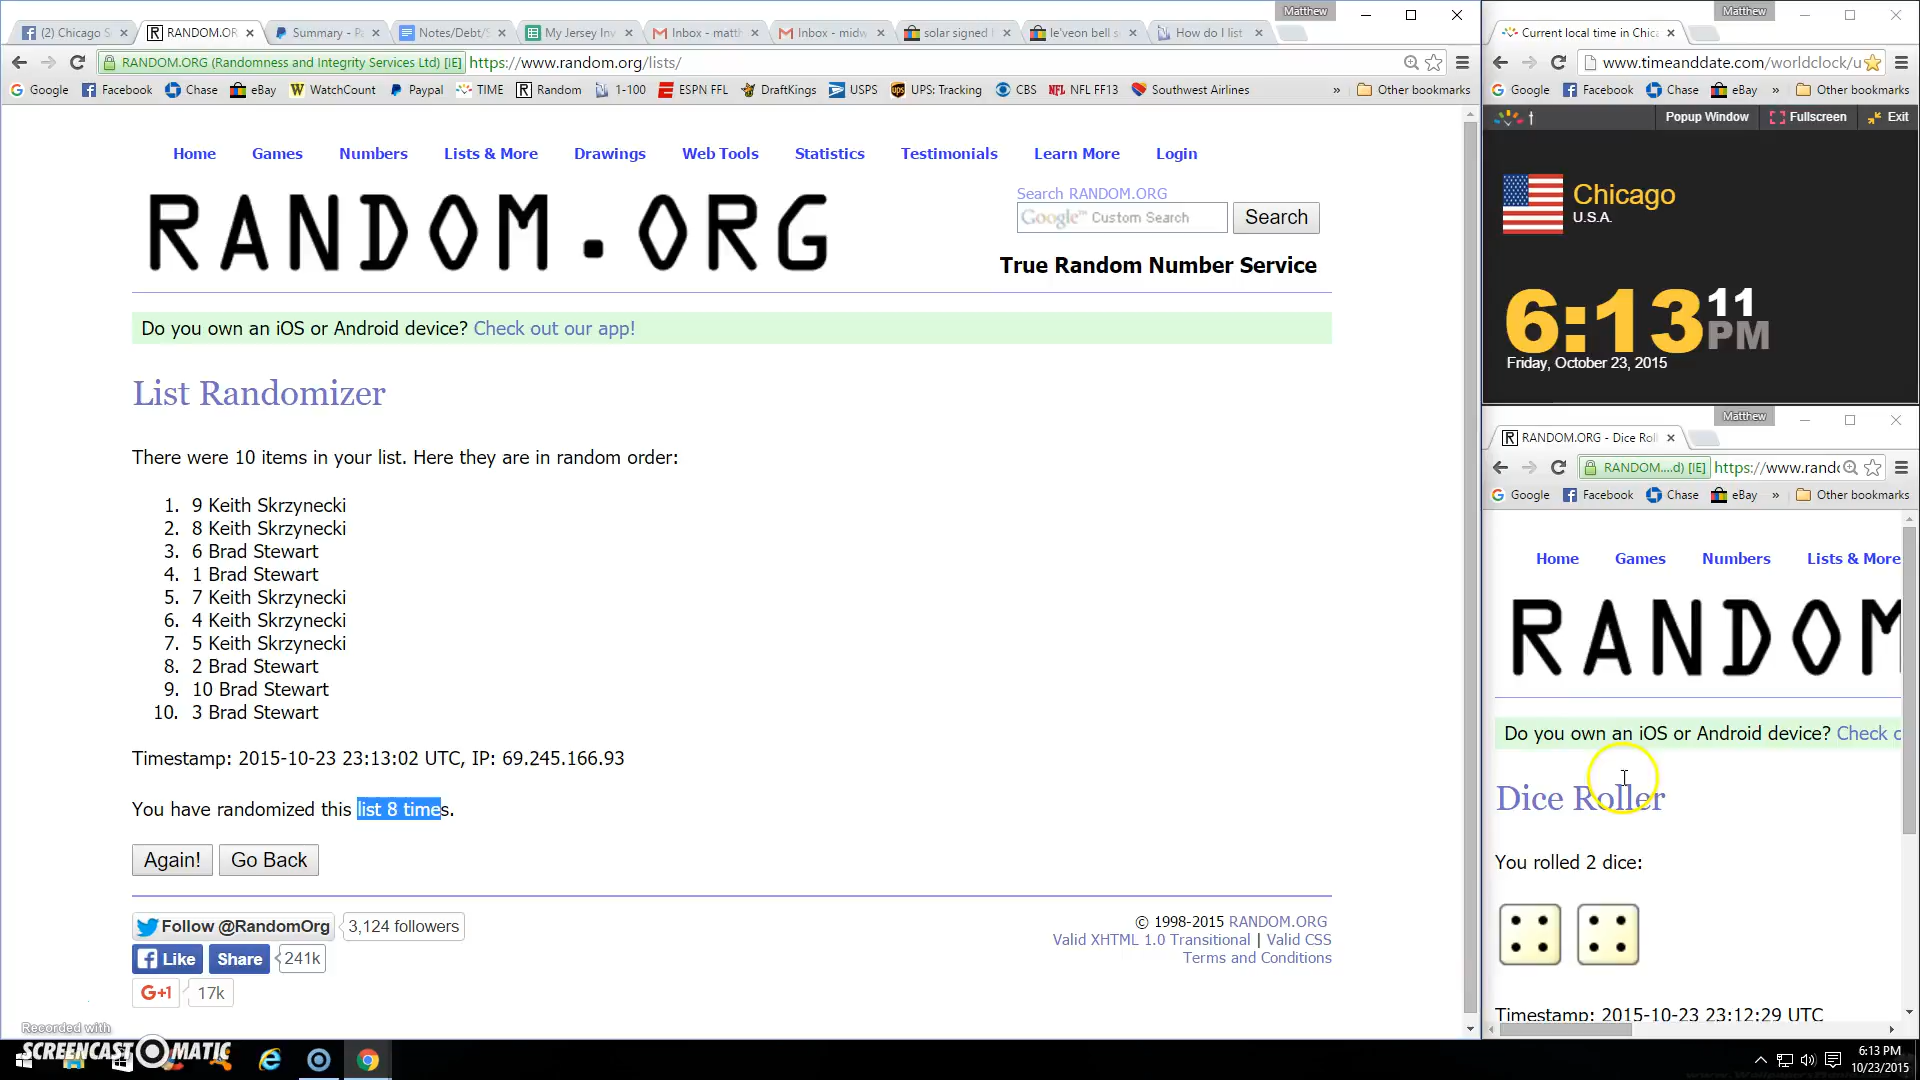 Matthew
(2) Chicago S
RANDOM.OR
Summary - P
Notes/Debt/S
My Jersey Inv
Inbox - matt
Inbox - midw
solar signed
le'veon bell s
How do I list
RANDOM.ORG (Randomness and Integrity Services Ltd) [IE]
https://www.random.org/lists/
Google Facebook Chase eBay WatchCount Paypal TIME Random 1-100 ESPN FFL DraftKings USPS UPS: Tracking CBS NFL FF13 Southwest Airlines » Other bookmarks
Home Games Numbers Lists & More Drawings Web Tools Statistics Testimonials Learn More Login
RANDOM.ORG
Search RANDOM.ORG
Google™ Custom Search
Search
True Random Number Service
Do you own an iOS or Android device? Check out our app!
List Randomizer
There were 10 items in your list. Here they are in random order:
1. 9 Keith Skrzynecki
2. 8 Keith Skrzynecki
3. 6 Brad Stewart
4. 1 Brad Stewart
5. 7 Keith Skrzynecki
6. 4 Keith Skrzynecki
7. 5 Keith Skrzynecki
8. 2 Brad Stewart
9. 10 Brad Stewart
10. 3 Brad Stewart
Timestamp: 2015-10-23 23:13:02 UTC, IP: 69.245.166.93
You have randomized this list 8 times.
Again! Go Back
Follow @RandomOrg 3,124 followers
Like Share 241k
G+1 17k
© 1998-2015 RANDOM.ORG
Valid XHTML 1.0 Transitional | Valid CSS
Terms and Conditions
Matthew
Current local time in Chic
www.timeanddate.com/worldclock/u
Google Facebook Chase eBay » Other bookmarks
t
Popup Window Fullscreen Exit
Chicago
U.S.A.
6:13 11 PM
Friday, October 23, 2015
Matthew
RANDOM.ORG - Dice Rol
RANDOM....d) [IE]
https://www.rand
Google Facebook Chase eBay » Other bookmarks
Home Games Numbers Lists & More
RANDOM
Do you own an iOS or Android device? Check o
Dice Roller
You rolled 2 dice:
Timestamp: 2015-10-23 23:12:29 UTC
Recorded with
SCREENCAST MATIC
6:13 PM
10/23/2015